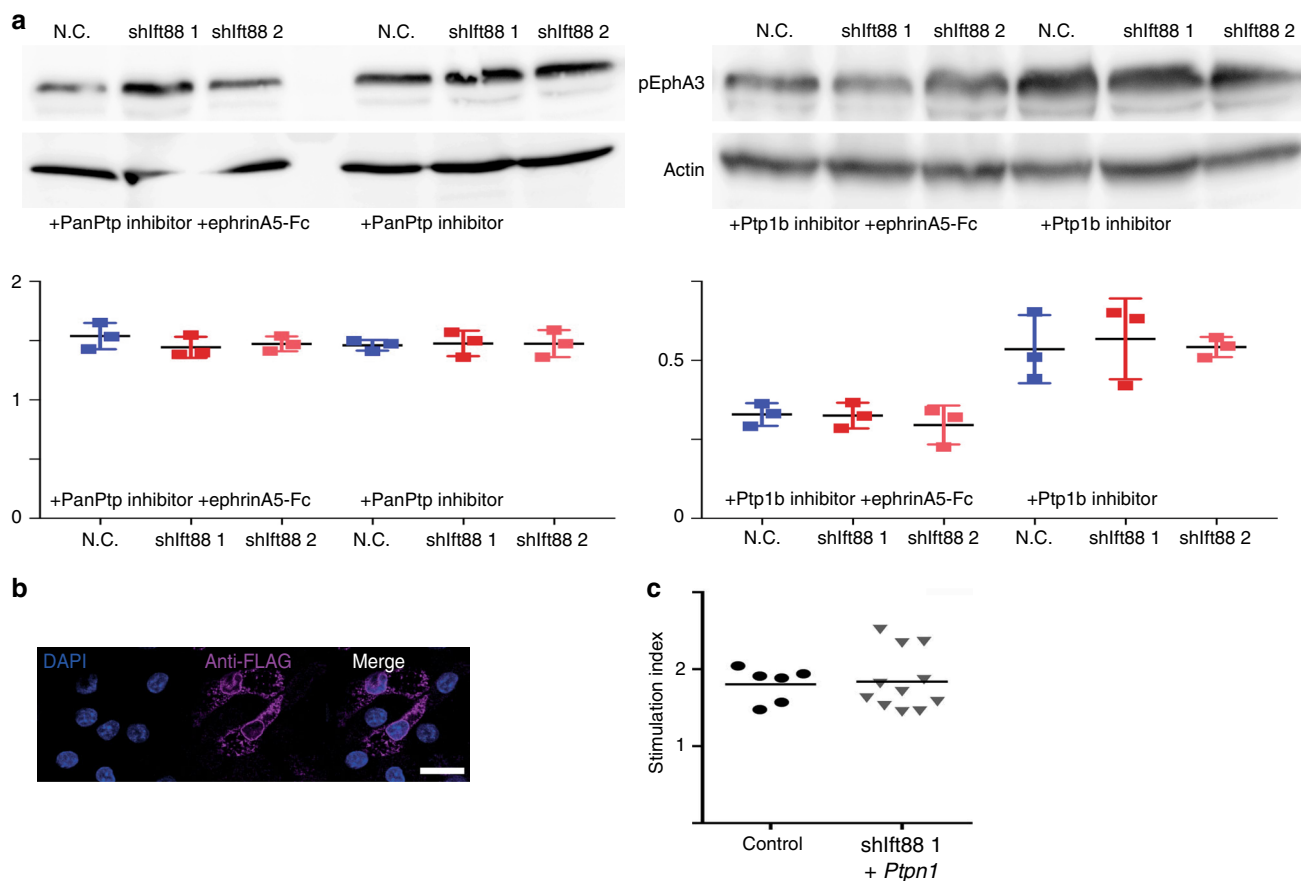 a
N.C. shIft88 1 shIft88 2 N.C. shIft88 1 shIft88 2
+PanPtp inhibitor +ephrinA5-Fc +PanPtp inhibitor
N.C. shIft88 1 shIft88 2 N.C. shIft88 1 shIft88 2
pEphA3
Actin
+Ptp1b inhibitor +ephrinA5-Fc +Ptp1b inhibitor
2
1
0
+PanPtp inhibitor +ephrinA5-Fc +PanPtp inhibitor
N.C. shIft88 1 shIft88 2 N.C. shIft88 1 shIft88 2
0.5
0
+Ptp1b inhibitor +ephrinA5-Fc +Ptp1b inhibitor
N.C. shIft88 1 shIft88 2 N.C. shIft88 1 shIft88 2
b
DAPI Anti-FLAG Merge
c
Stimulation index
2
1
Control shIft88 1
+ Ptpn1